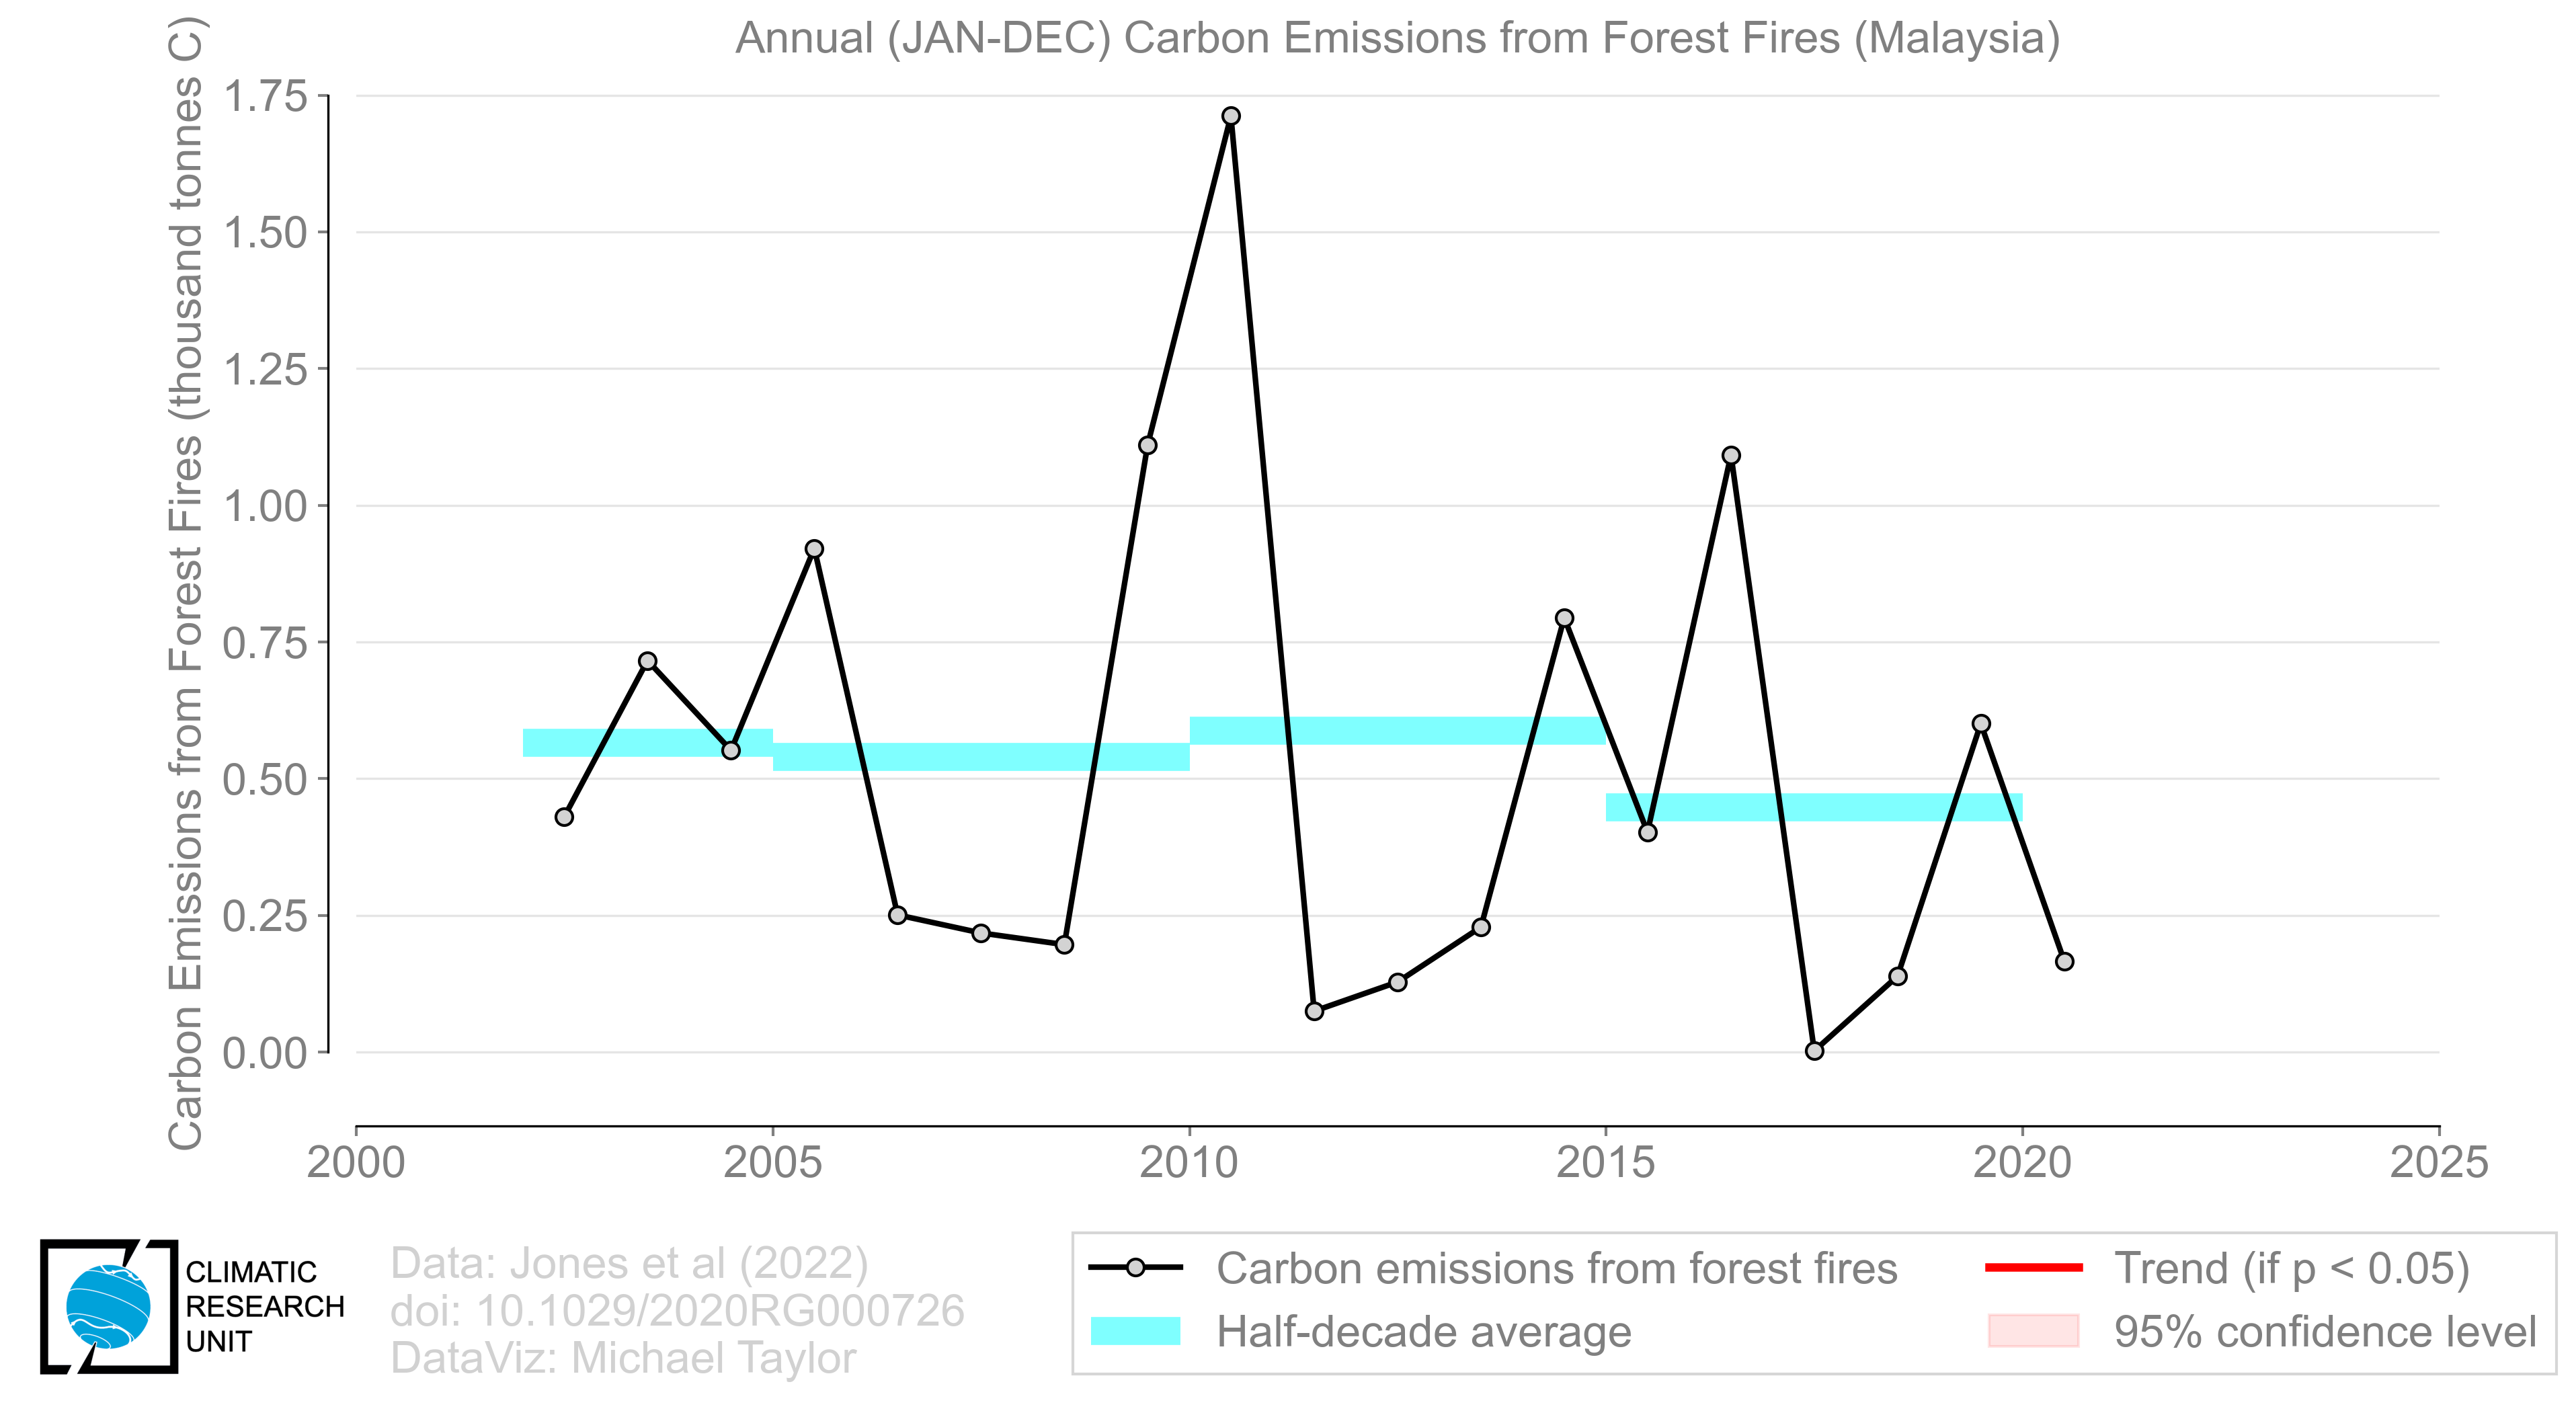 Annual (JAN-DEC) Carbon Emissions from Forest Fires (Malaysia)
Carbon Emissions from Forest Fires (thousand tonnes C)
1.75
1.50
1.25
1.00
0.75
0.50
0.25
0.00
2000 2005 2010 2015 2020 2025
CLIMATIC
RESEARCH
UNIT
Data: Jones et al (2022)
doi: 10.1029/2020RG000726
DataViz: Michael Taylor
Carbon emissions from forest fires
Half-decade average
Trend (if p < 0.05)
95% confidence level